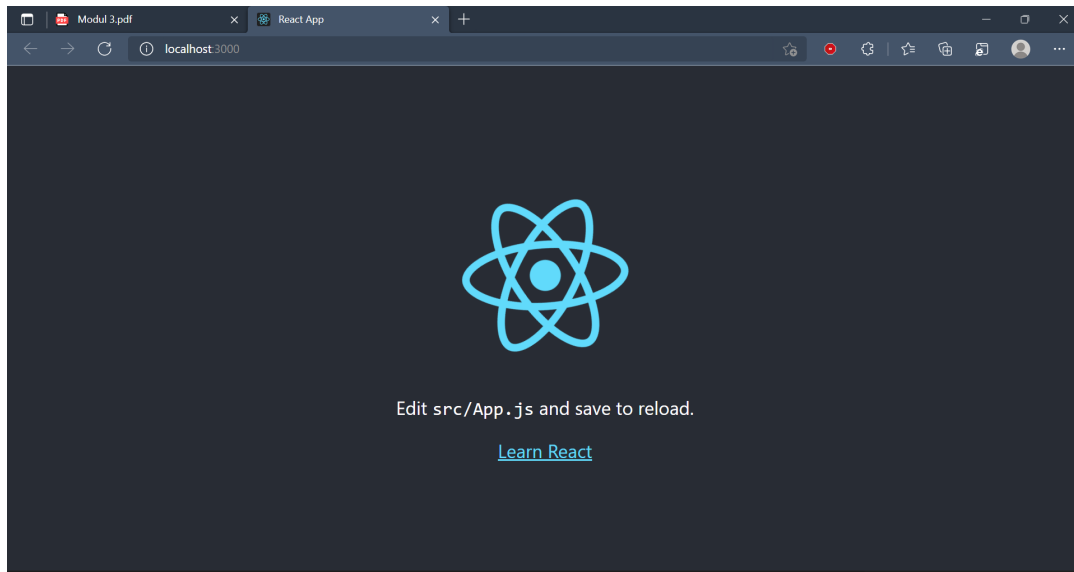 Modul 3.pdf
React App
localhost:3000
Edit src/App.js and save to reload.
Learn React